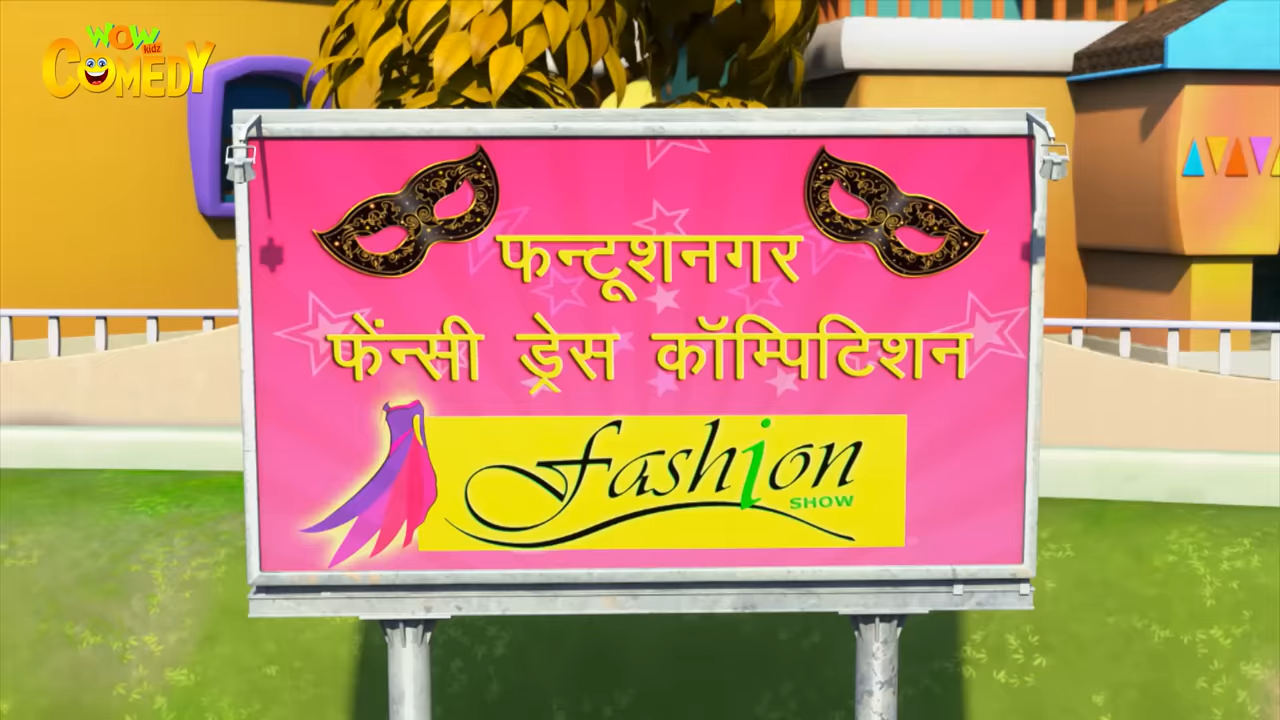 WOW
kidz
COMEDY
फन्टूशनगर
फेंन्सी ड्रेस कॉम्पिटिशन
fashion
SHOW